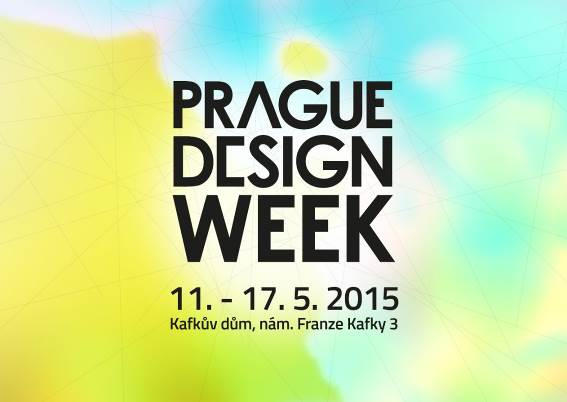 PRAGUE
DESIGN
WEEK
11. - 17. 5. 2015
Kafkův dům, nám. Franze Kafky 3